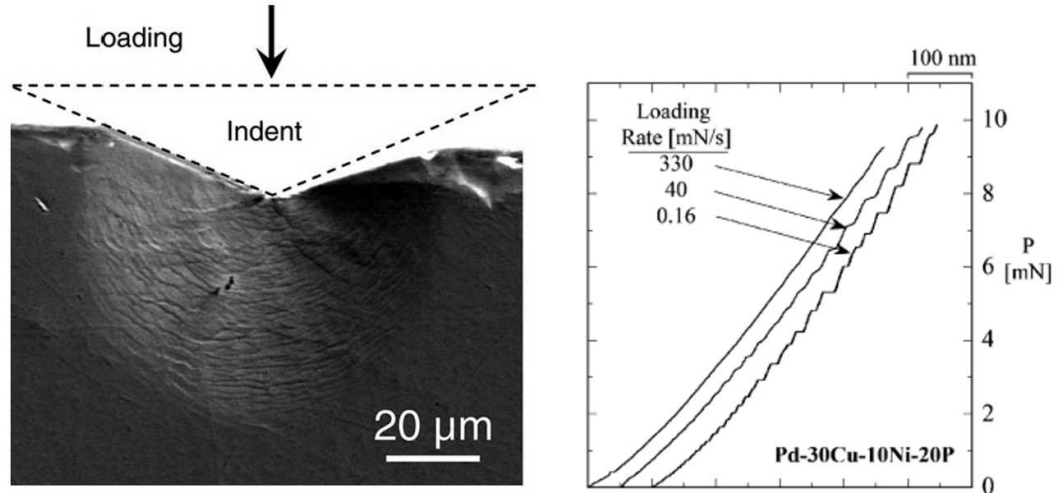 Loading
Indent
20 µm
100 nm
Loading
Rate [mN/s]
330
40
0.16
10
8
6
P
[mN]
4
2
0
Pd-30Cu-10Ni-20P